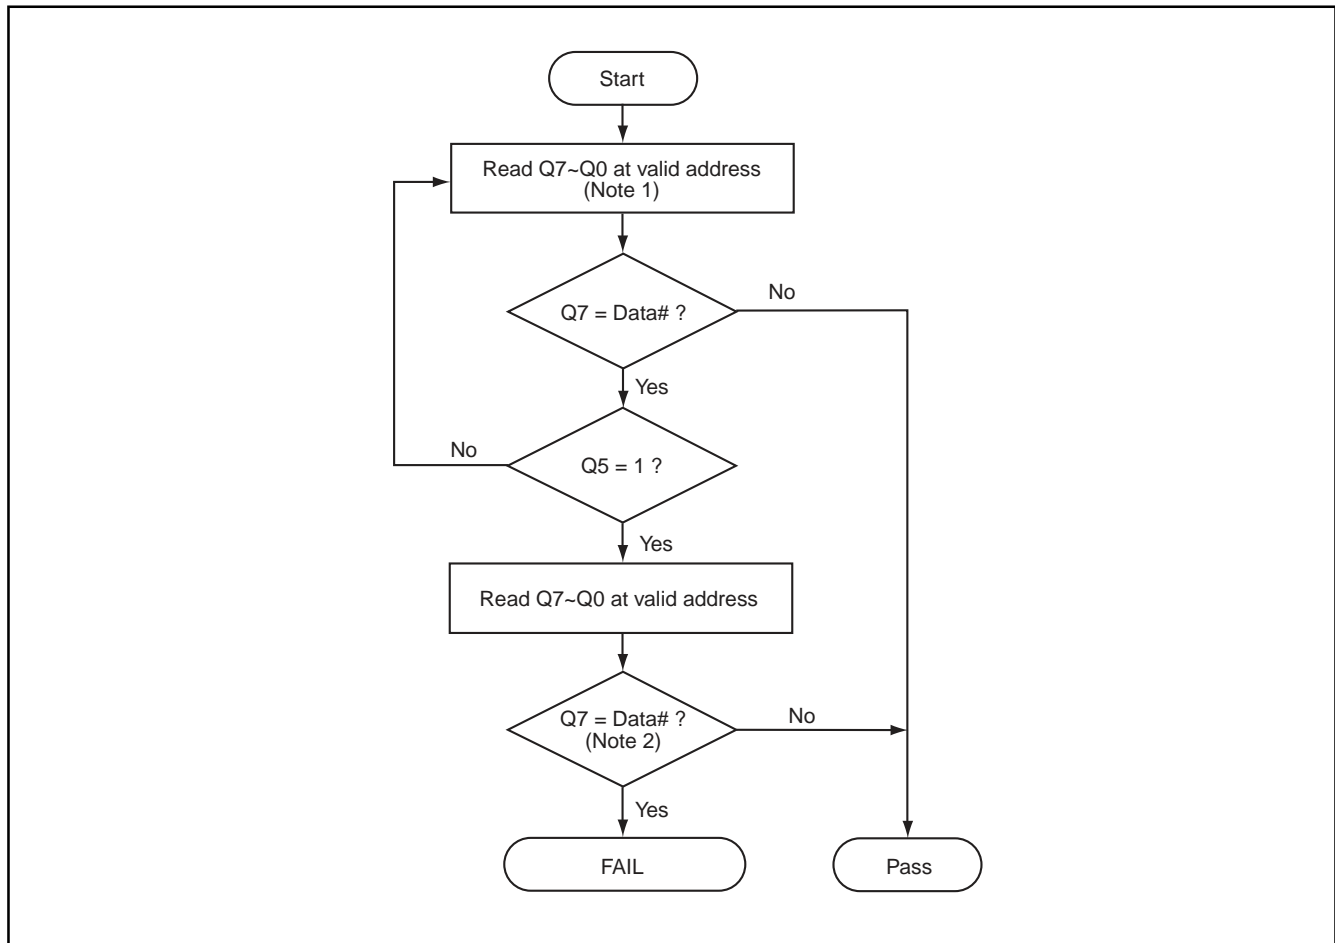 Start
Read Q7~Q0 at valid address
(Note 1)
Q7 = Data# ?
No
Yes
Q5 = 1 ?
No
Yes
Read Q7~Q0 at valid address
Q7 = Data# ?
(Note 2)
No
Yes
FAIL
Pass